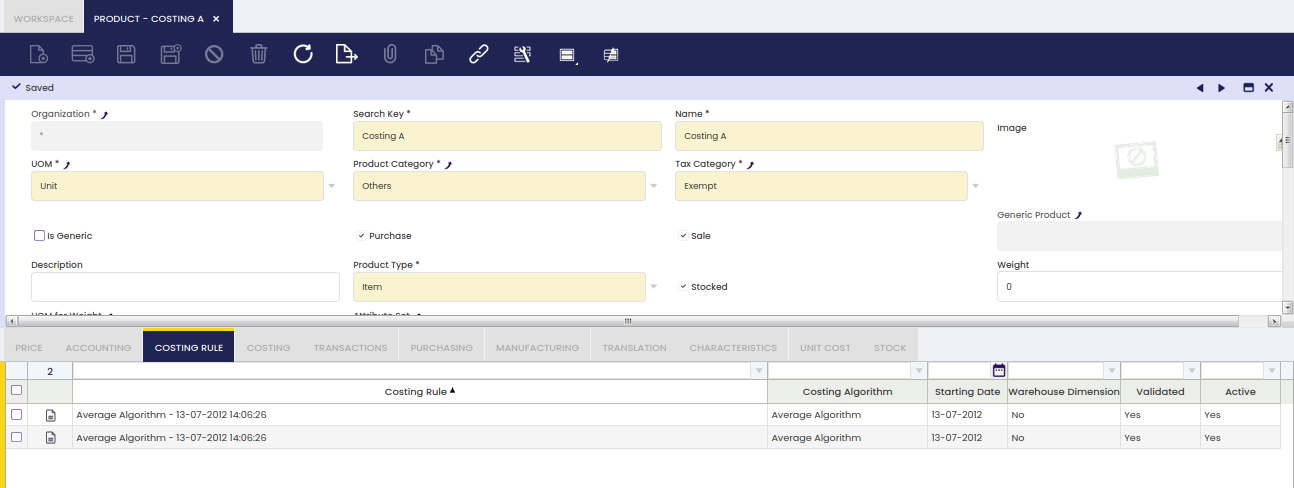 WORKSPACE PRODUCT - COSTING A
Saved
Organization * Search Key * Name *
* Costing A Costing A
Image
UOM * Product Category * Tax Category *
Unit Others Exempt
Generic Product
Is Generic Purchase Sale
Description Product Type * Weight
Item Stocked 0
UOM for Weight Attribute Set
PRICE ACCOUNTING COSTING RULE COSTING TRANSACTIONS PURCHASING MANUFACTURING TRANSLATION CHARACTERISTICS UNIT COST STOCK
2
Costing Rule Costing Algorithm Starting Date Warehouse Dimension Validated Active
Average Algorithm - 13-07-2012 14:06:26 Average Algorithm 13-07-2012 No Yes Yes
Average Algorithm - 13-07-2012 14:06:26 Average Algorithm 13-07-2012 No Yes Yes